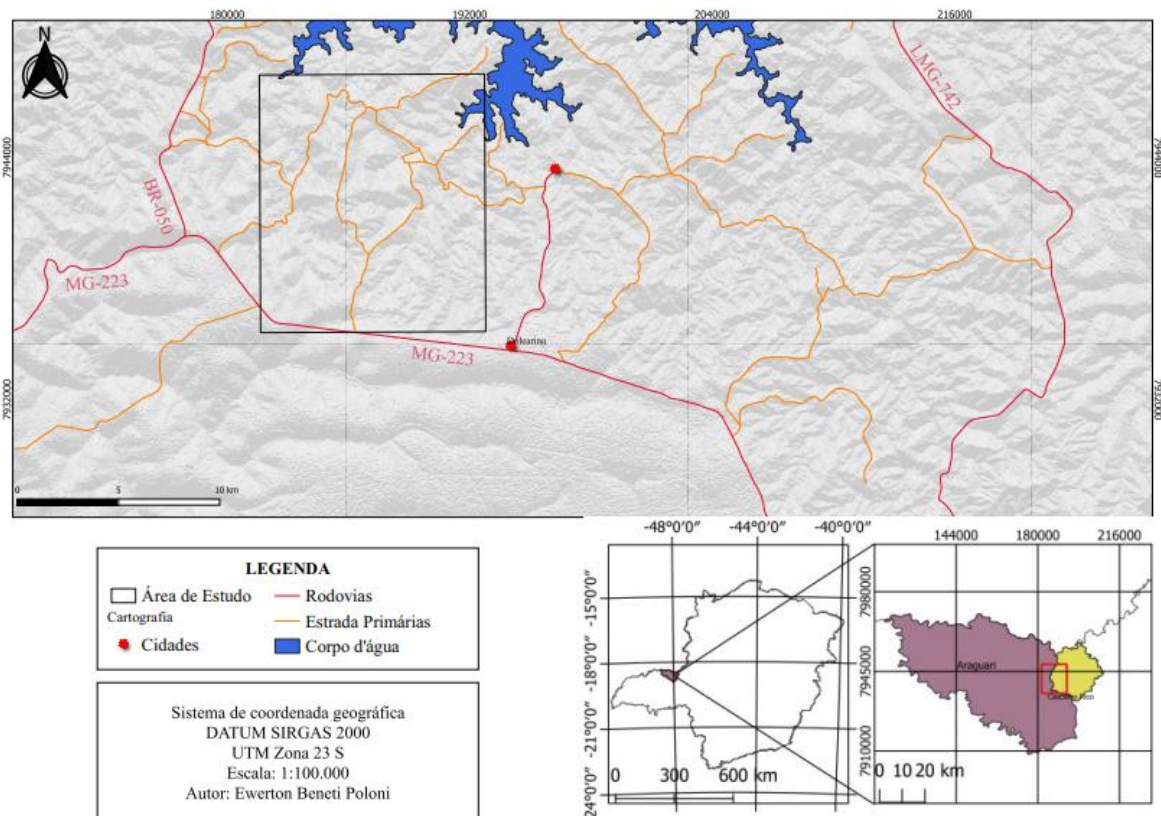 180000 192000 204000 216000
N
LMG-742
7944000 7944000
BR-050
MG-223
MG-223
7932000 7932000
0 5 10 km
LEGENDA
Área de Estudo
Rodovias
Cartografia
Estrada Primárias
Cidades
Corpo d'água
Sistema de coordenada geográfica
DATUM SIRGAS 2000
UTM Zona 23 S
Escala: 1:100.000
Autor: Ewerton Beneti Poloni
-48°0'0" -44°0'0" -40°0'0"
-15°0'0"
-18°0'0"
-21°0'0"
24°0'0"
0 300 600 km
144000 180000 216000
7980000
7945000
7910000
Araguari
0 10 20 km